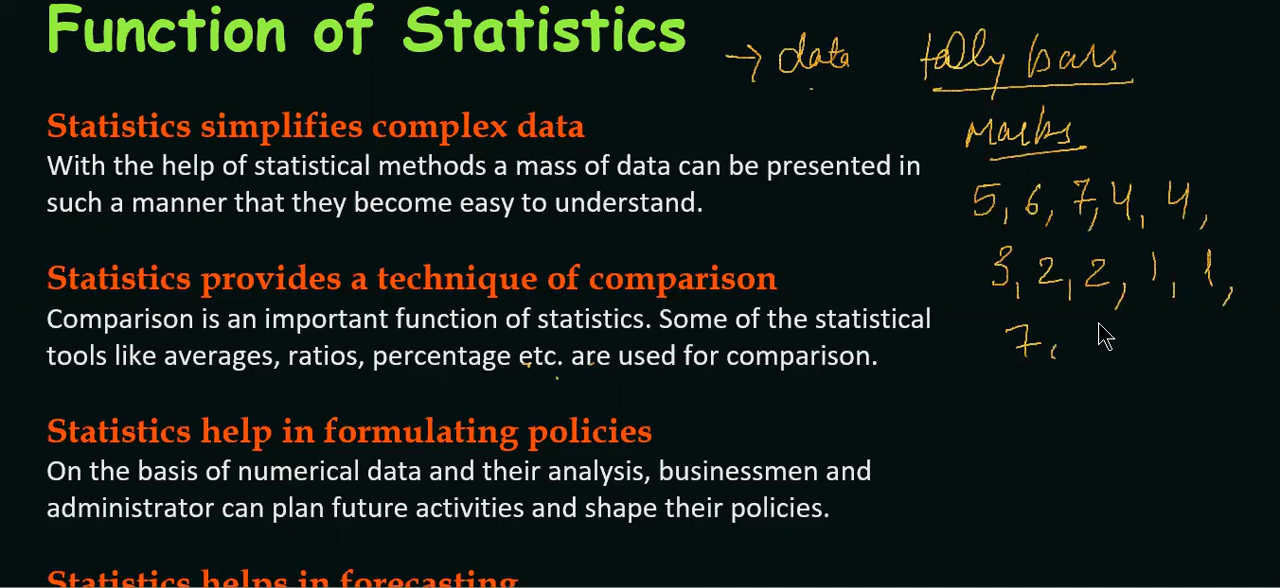 Function of Statistics
→ data
tally bars
Marks
5, 6, 7, 4, 4,
3, 2, 2, 1, 1,
7,
Statistics simplifies complex data
With the help of statistical methods a mass of data can be presented in
such a manner that they become easy to understand.
Statistics provides a technique of comparison
Comparison is an important function of statistics. Some of the statistical
tools like averages, ratios, percentage etc. are used for comparison.
Statistics help in formulating policies
On the basis of numerical data and their analysis, businessmen and
administrator can plan future activities and shape their policies.
Statistics helps in forecasting